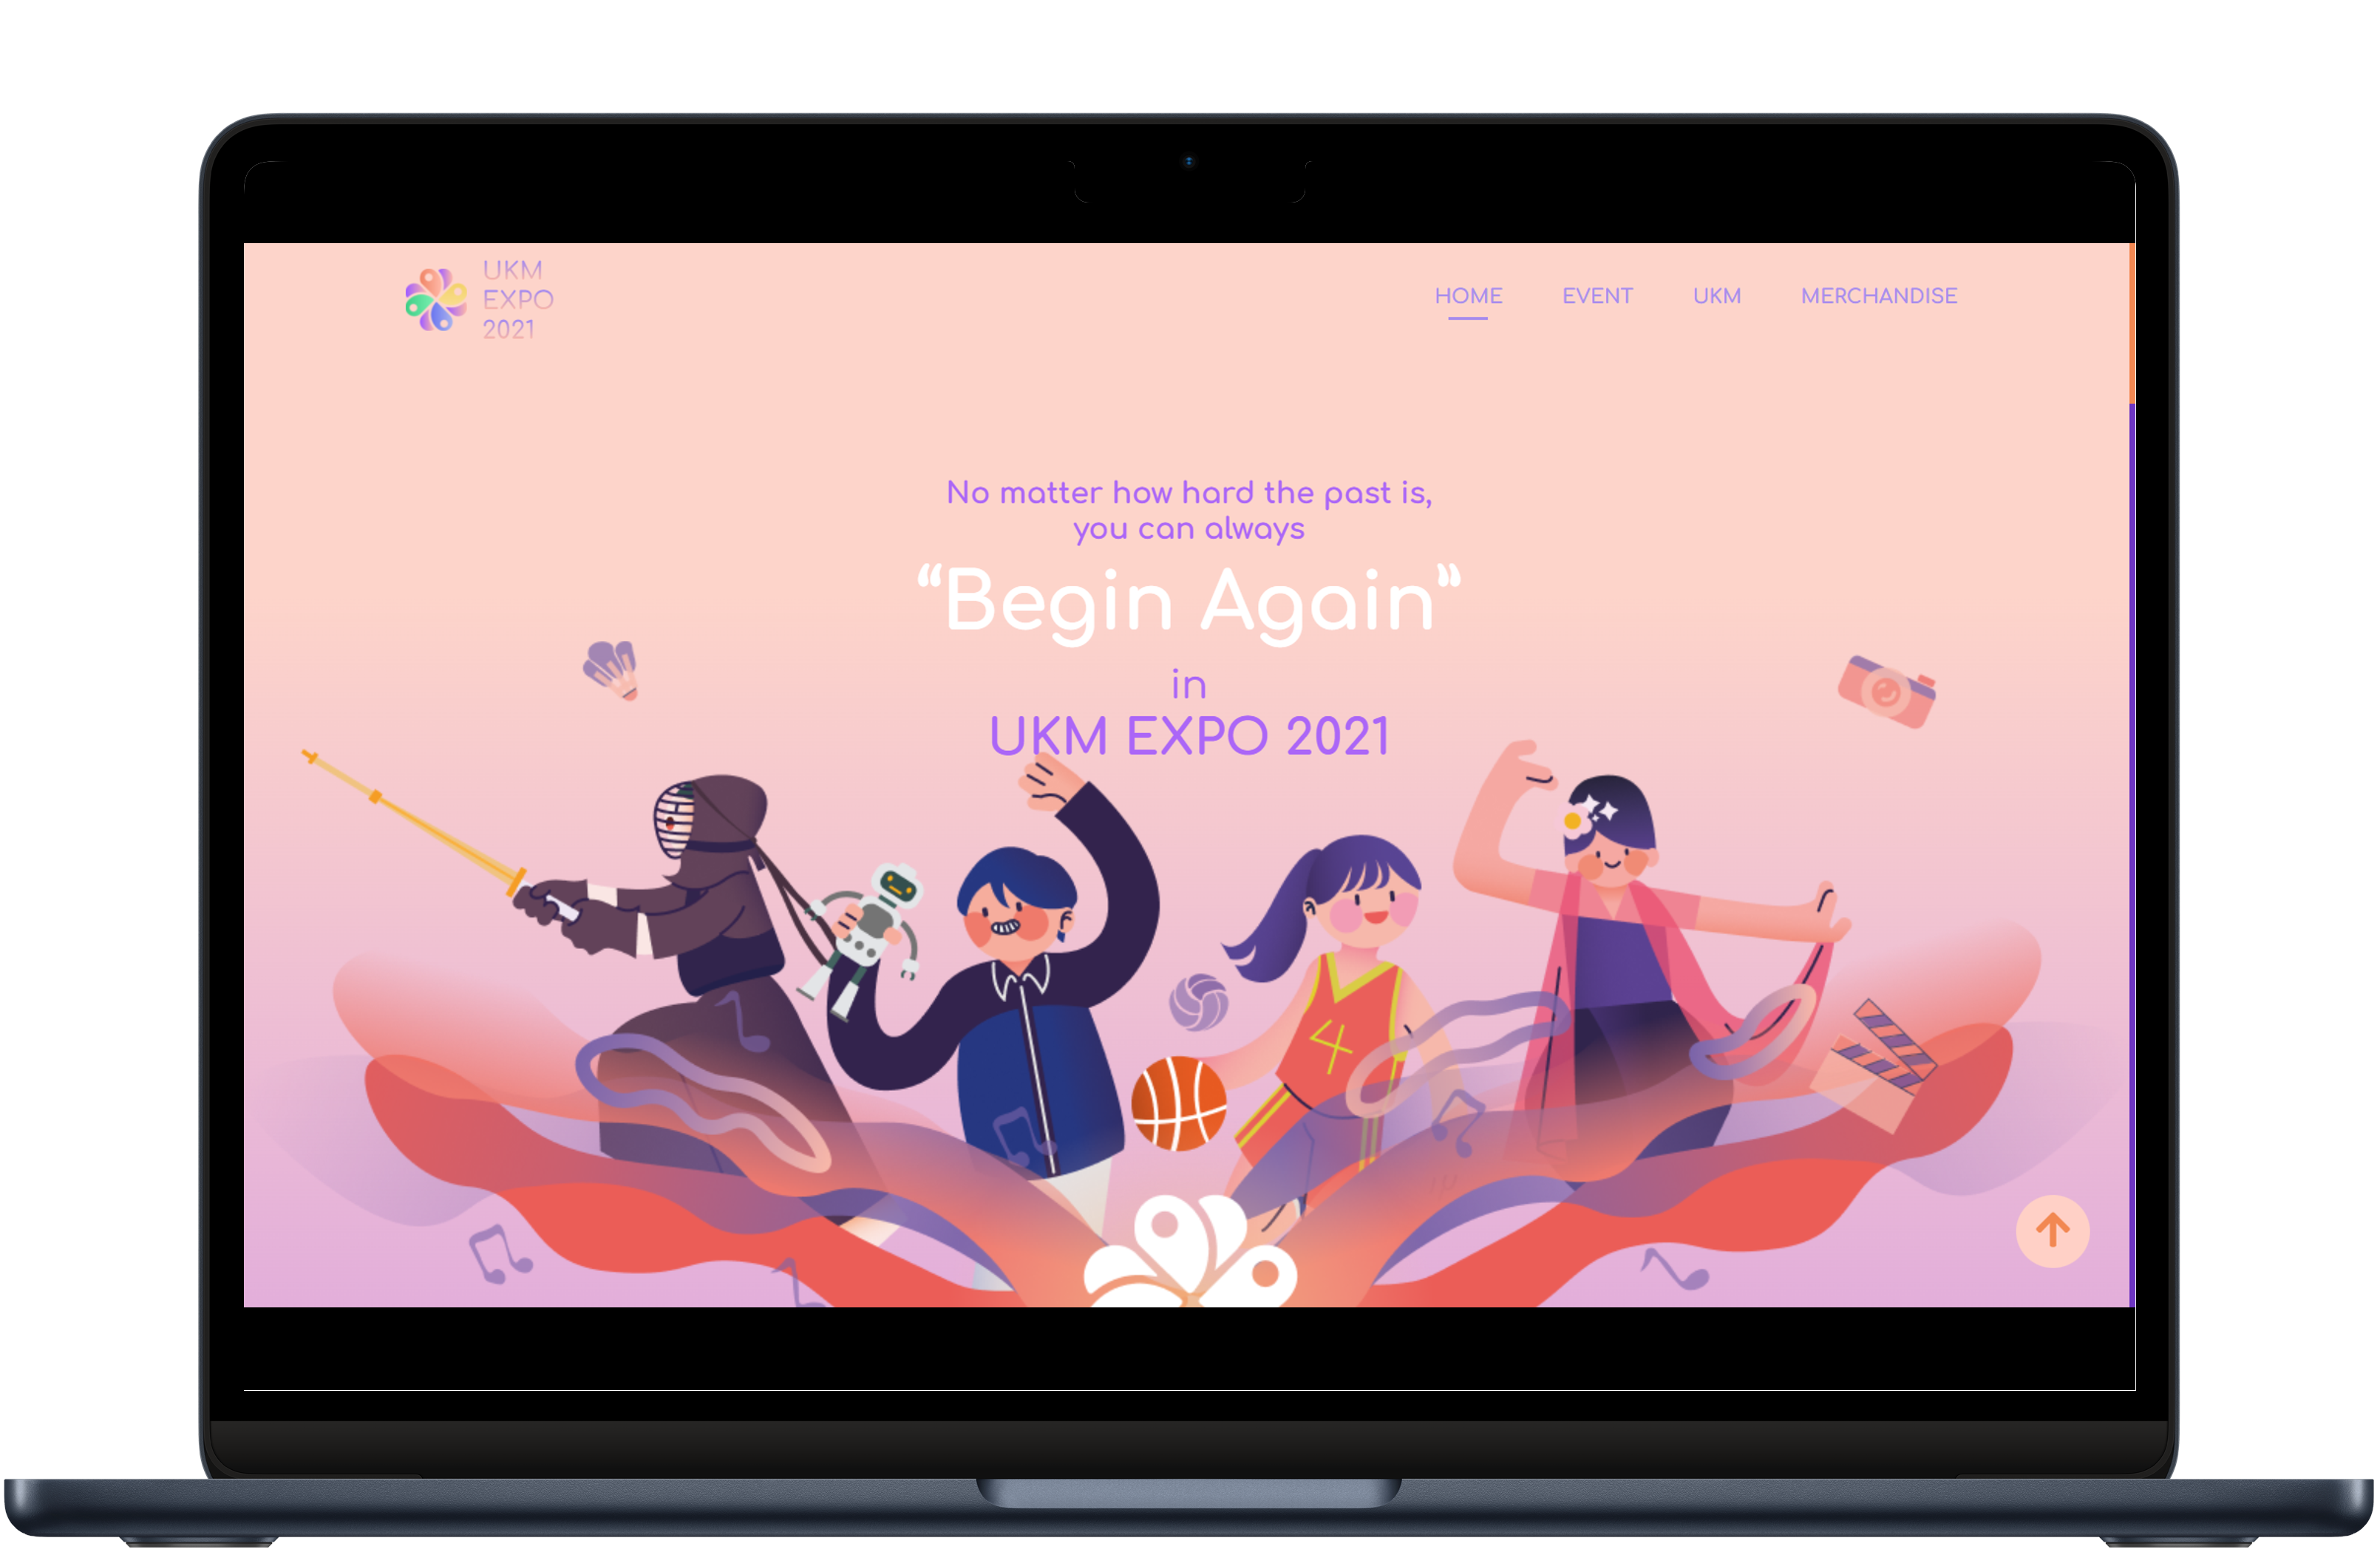 UKM
EXPO
2021
HOME EVENT UKM MERCHANDISE
No matter how hard the past is,
you can always
“Begin Again”
in
UKM EXPO 2021
4